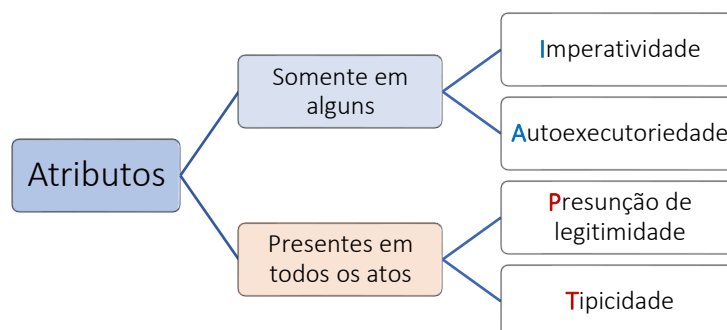 Atributos
Somente em
alguns
Imperatividade
Autoexecutoriedade
Presentes em
todos os atos
Presunção de
legitimidade
Tipicidade